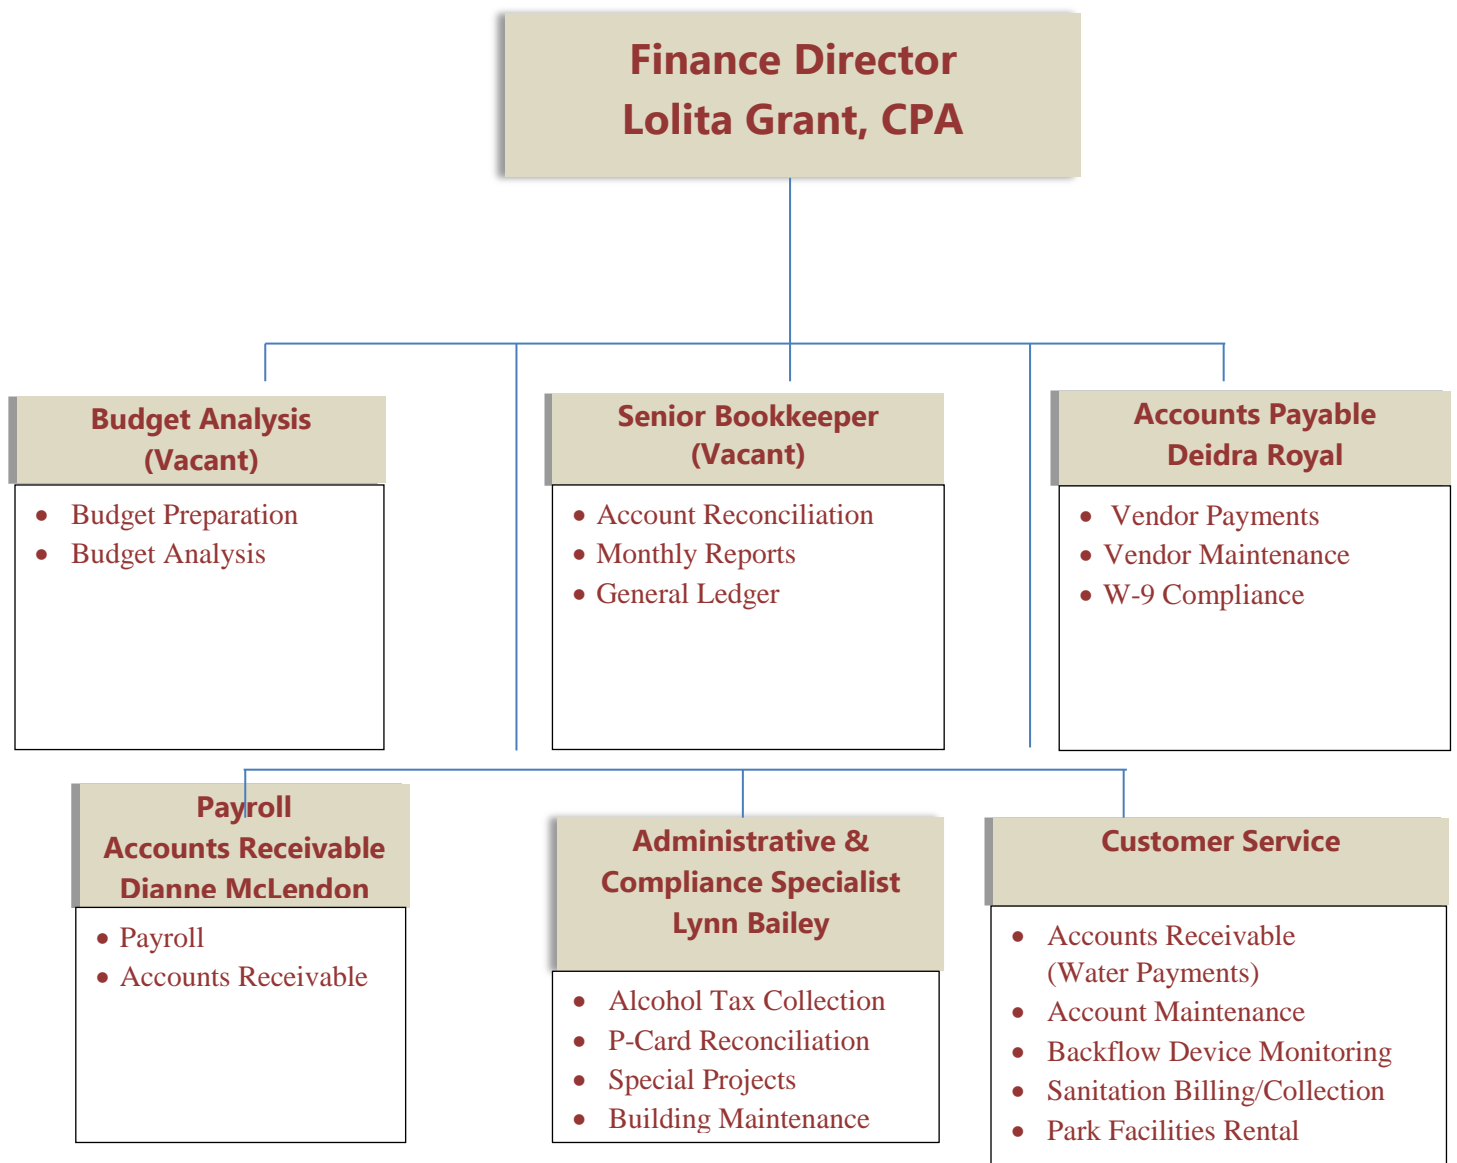 Finance Director
Lolita Grant, CPA
Budget Analysis
(Vacant)
• Budget Preparation
• Budget Analysis
Senior Bookkeeper
(Vacant)
• Account Reconciliation
• Monthly Reports
• General Ledger
Accounts Payable
Deidra Royal
• Vendor Payments
• Vendor Maintenance
• W-9 Compliance
Payroll
Accounts Receivable
Dianne McLendon
• Payroll
• Accounts Receivable
Administrative &
Compliance Specialist
Lynn Bailey
• Alcohol Tax Collection
• P-Card Reconciliation
• Special Projects
• Building Maintenance
Customer Service
• Accounts Receivable
(Water Payments)
• Account Maintenance
• Backflow Device Monitoring
• Sanitation Billing/Collection
• Park Facilities Rental